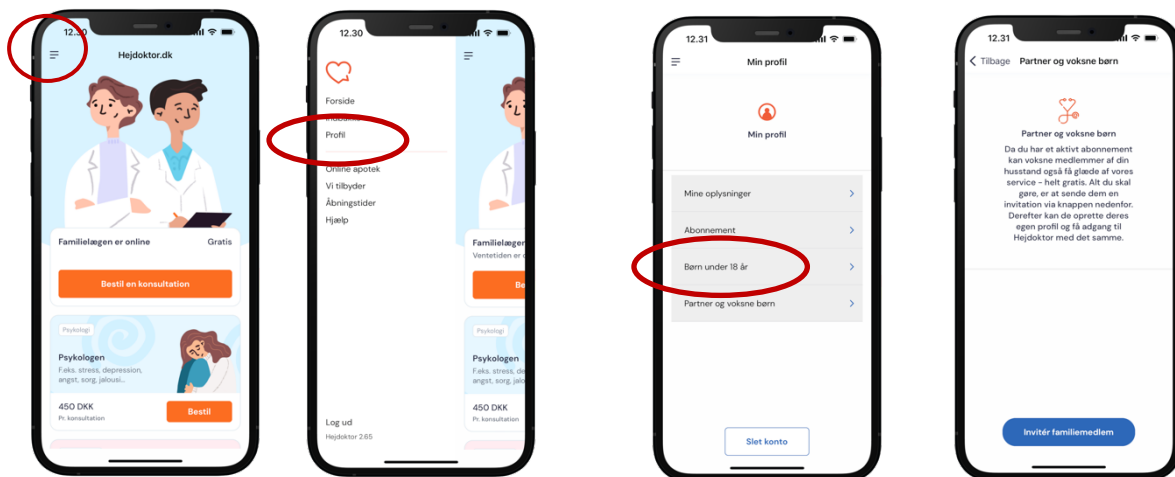 12.30
Hejdoktor.dk
Familielægen er online Gratis
Bestil en konsultation
Psykologi
Psykologen
F.eks. stress, depression,
angst, sorg, jalousi...
450 DKK
Pr. konsultation
Bestil
12.30
Forside
Profil
Online apotek
Vi tilbyder
Åbningstider
Hjælp
Log ud
Hejdoktor 2.65
Familielægen
Ventetiden er
Be
Psykologi
Psykologen
F.eks. stress, de
angst, sorg, jalo
450 DKK
Pr. konsultation
12.31
Min profil
Min profil
Mine oplysninger
Abonnement
Børn under 18 år
Partner og voksne børn
Slet konto
12.31
Tilbage Partner og voksne børn
Partner og voksne børn
Da du har et aktivt abonnement
kan voksne medlemmer af din
husstand også få glæde af vores
service - helt gratis. Alt du skal
gøre, er at sende dem en
invitation via knappen nedenfor.
Derefter kan de oprette deres
egen profil og få adgang til
Hejdoktor med det samme.
Invitér familiemedlem